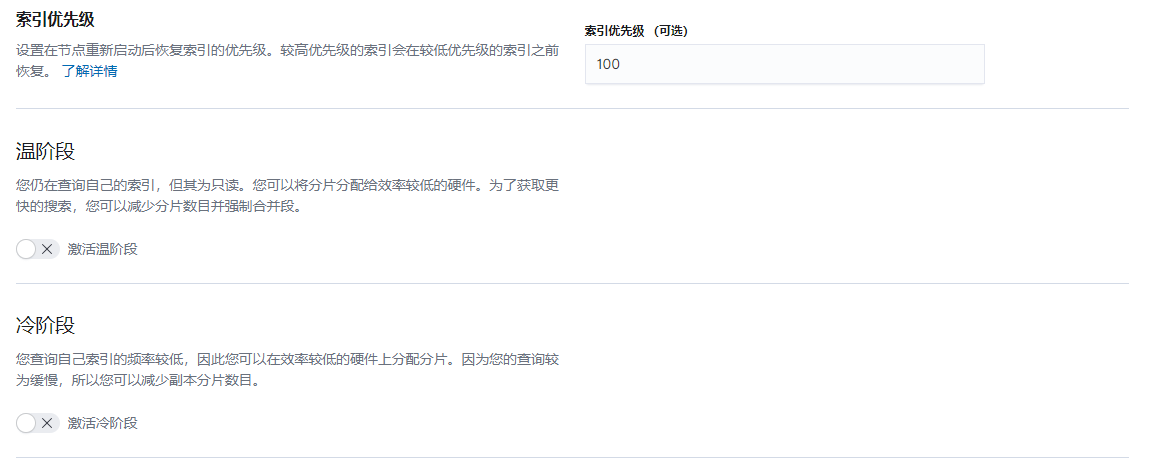 索引优先级
设置在节点重新启动后恢复索引的优先级。较高优先级的索引会在较低优先级的索引之前
恢复。 了解详情
索引优先级 （可选）
100
温阶段
您仍在查询自己的索引，但其为只读。您可以将分片分配给效率较低的硬件。为了获取更
快的搜索，您可以减少分片数目并强制合并段。
激活温阶段
冷阶段
您查询自己索引的频率较低，因此您可以在效率较低的硬件上分配分片。因为您的查询较
为缓慢，所以您可以减少副本分片数目。
激活冷阶段